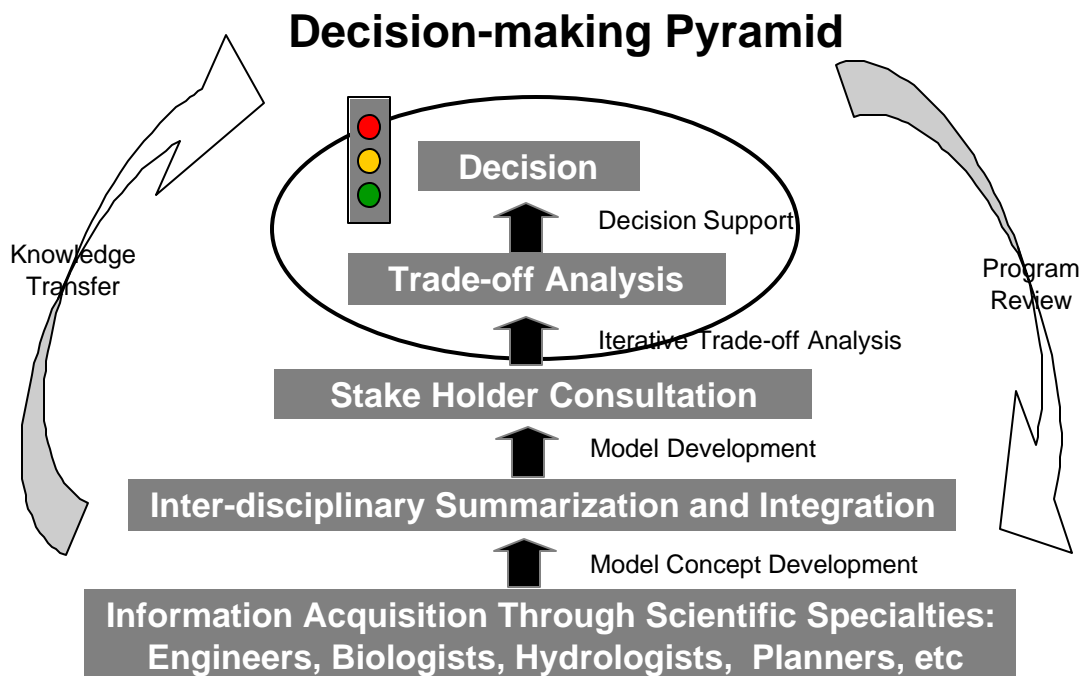 Decision-making Pyramid
Decision
Decision Support
Knowledge
Transfer
Trade-off Analysis
Program
Review
Iterative Trade-off Analysis
Stake Holder Consultation
Model Development
Inter-disciplinary Summarization and Integration
Model Concept Development
Information Acquisition Through Scientific Specialties:
Engineers, Biologists, Hydrologists,  Planners, etc